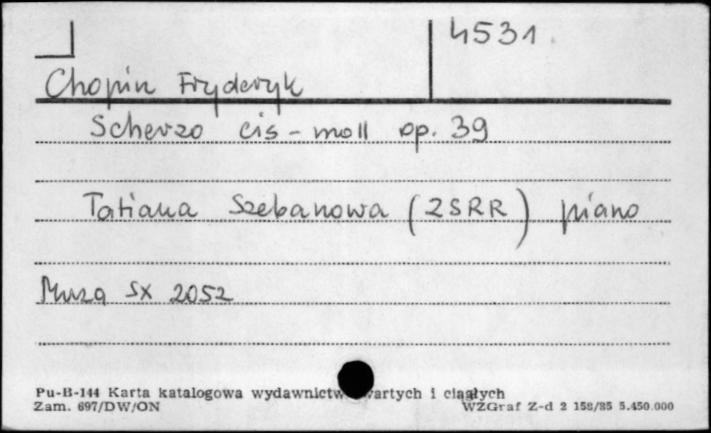 4531.
Chopin Fryderyk
Scherzo cis-moll op. 39
Tatiana Szebanowa (ZSRR) piano
Muza SX 2052
Pu-B-144 Karta katalogowa wydawnictw zwartych i ciągłych
Zam. 697/DW/ON WZGraf Z-d 2 158/85 5.450.000